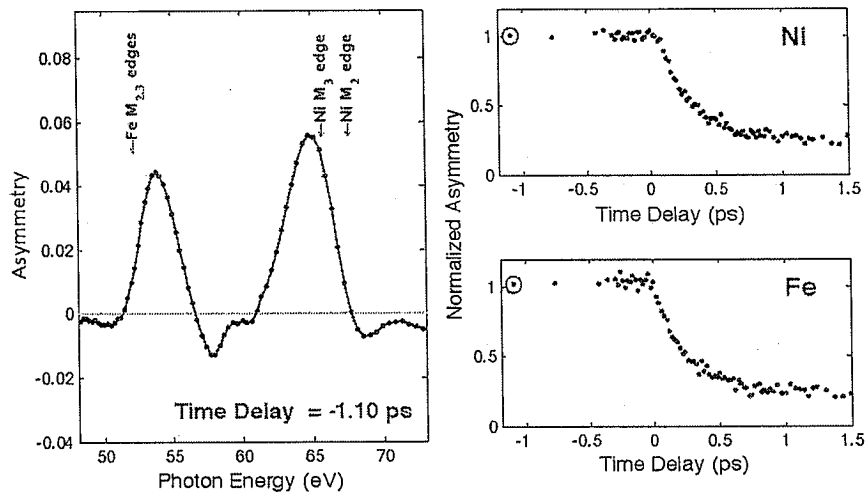 Asymmetry
0.08
0.06
0.04
0.02
0
-0.02
-0.04
←Fe M2,3 edges
←Ni M3 edge
←Ni M2 edge
Time Delay = -1.10 ps
50 55 60 65 70
Photon Energy (eV)
Normalized Asymmetry
Ni
1
0.5
0
-1 -0.5 0 0.5 1 1.5
Time Delay (ps)
Fe
1
0.5
0
-1 -0.5 0 0.5 1 1.5
Time Delay (ps)